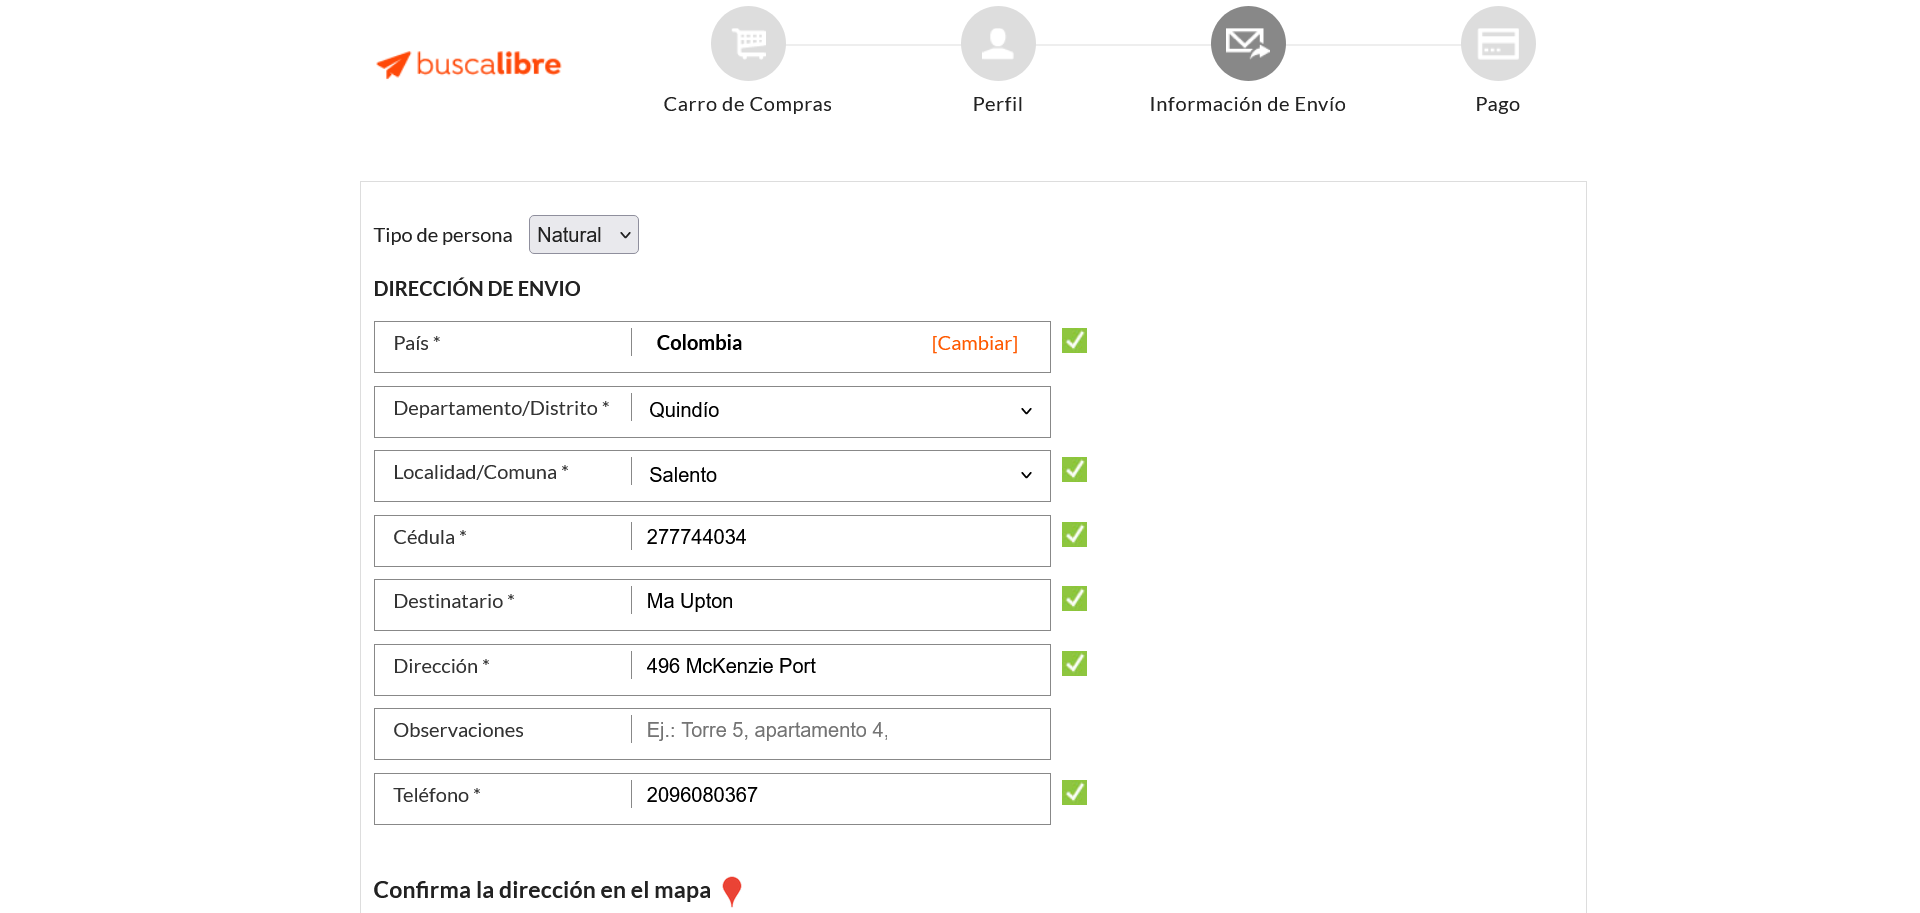 buscalibre
Carro de Compras
Perfil
Información de Envío
Pago
Tipo de persona Natural
DIRECCIÓN DE ENVIO
País * Colombia [Cambiar]
Departamento/Distrito * Quindío
Localidad/Comuna * Salento
Cédula * 277744034
Destinatario * Ma Upton
Dirección * 496 McKenzie Port
Observaciones Ej.: Torre 5, apartamento 4,
Teléfono * 2096080367
Confirma la dirección en el mapa